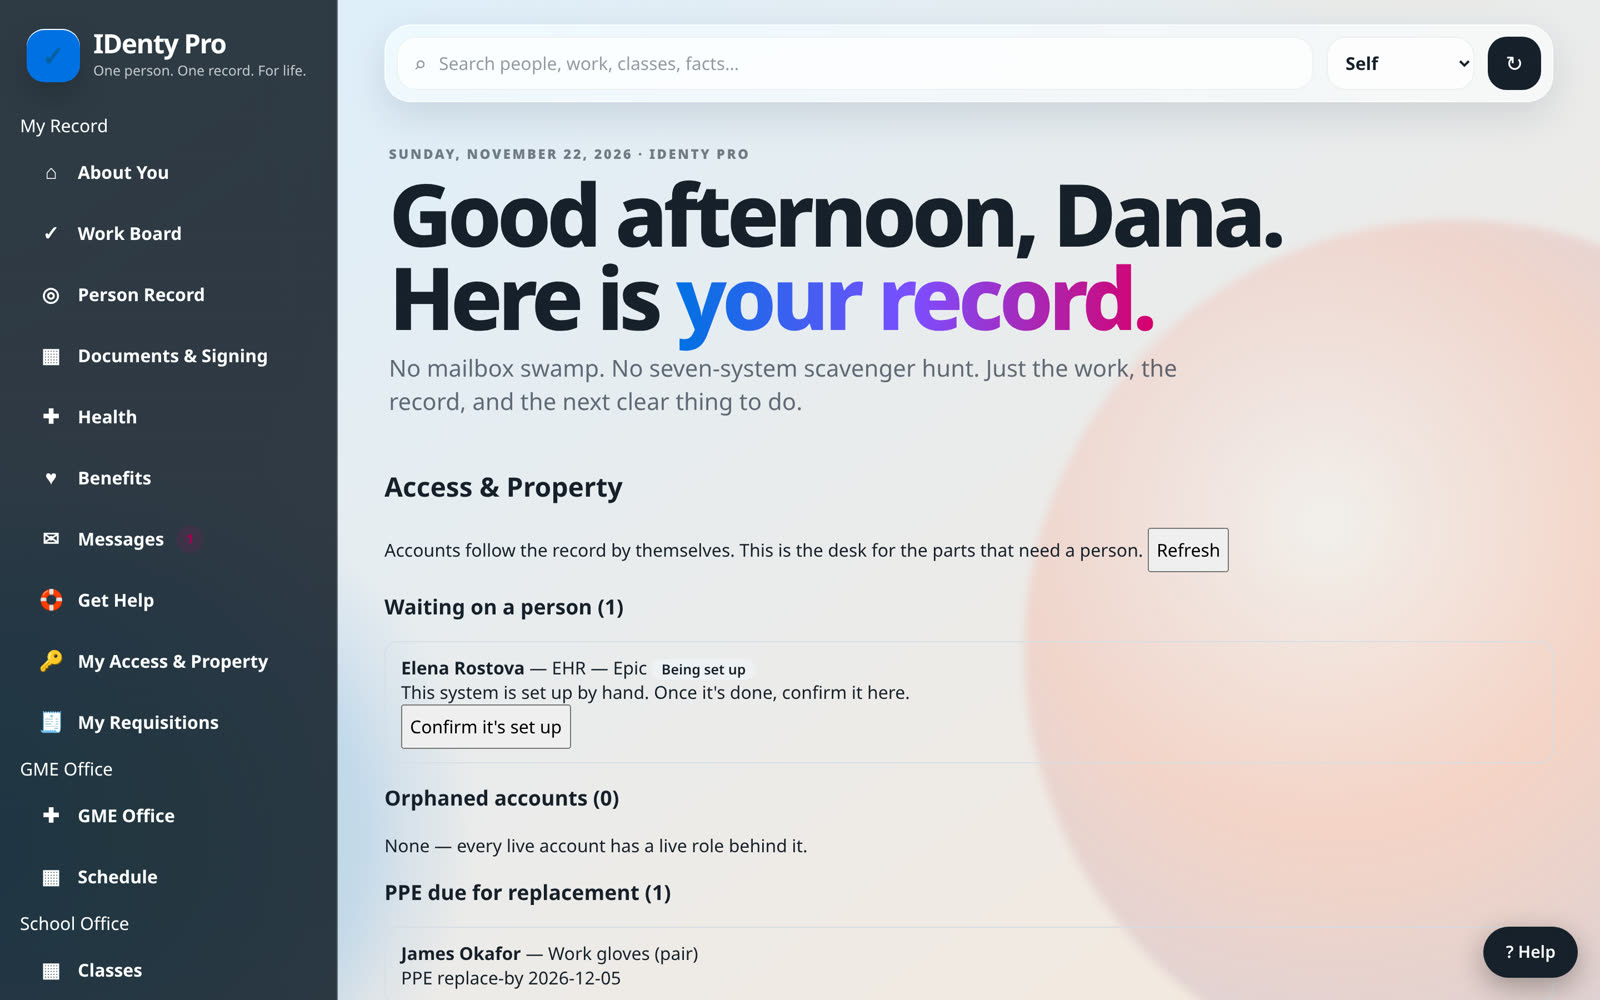 IDenty Pro
One person. One record. For life.
My Record
About You
Work Board
Person Record
Documents & Signing
Health
Benefits
Messages
Get Help
My Access & Property
My Requisitions
GME Office
GME Office
Schedule
School Office
Classes
Search people, work, classes, facts...
Self
SUNDAY, NOVEMBER 22, 2026 · IDENTY PRO
Good afternoon, Dana.
Here is your record.
No mailbox swamp. No seven-system scavenger hunt. Just the work, the
record, and the next clear thing to do.
Access & Property
Accounts follow the record by themselves. This is the desk for the parts that need a person. Refresh
Waiting on a person (1)
Elena Rostova — EHR — Epic Being set up
This system is set up by hand. Once it's done, confirm it here.
Confirm it's set up
Orphaned accounts (0)
None — every live account has a live role behind it.
PPE due for replacement (1)
James Okafor — Work gloves (pair)
PPE replace-by 2026-12-05
? Help